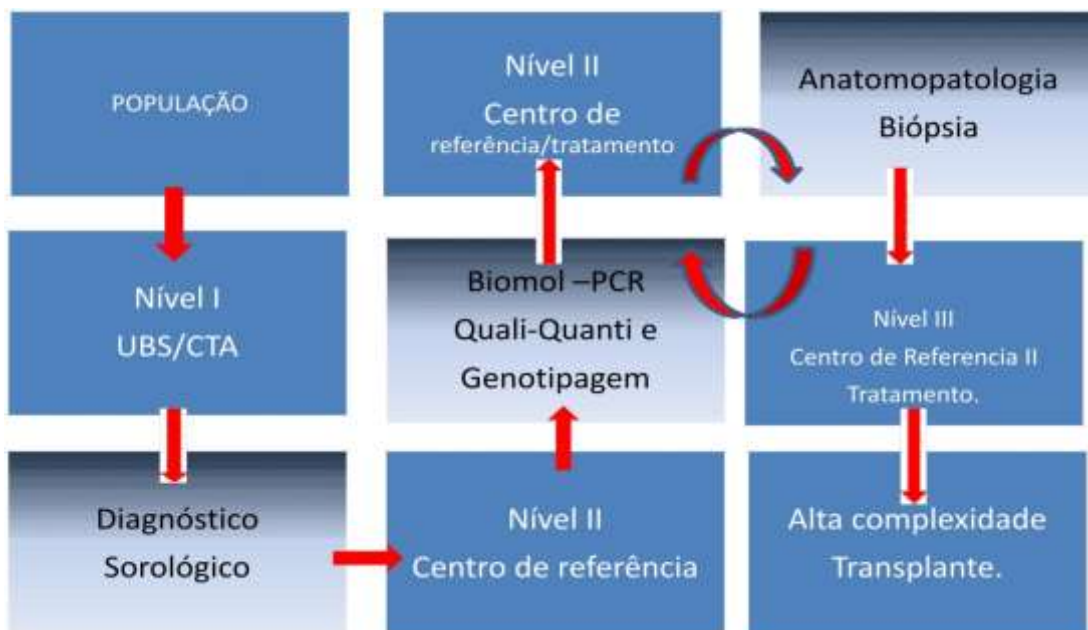 POPULAÇÃO
Nível I
UBS/CTA
Diagnóstico
Sorológico
Nível II
Centro de referência
Biomol –PCR
Quali-Quanti e
Genotipagem
Nível II
Centro de
referência/tratamento
Anatomopatologia
Biópsia
Nível III
Centro de Referencia II
Tratamento.
Alta complexidade
Transplante.